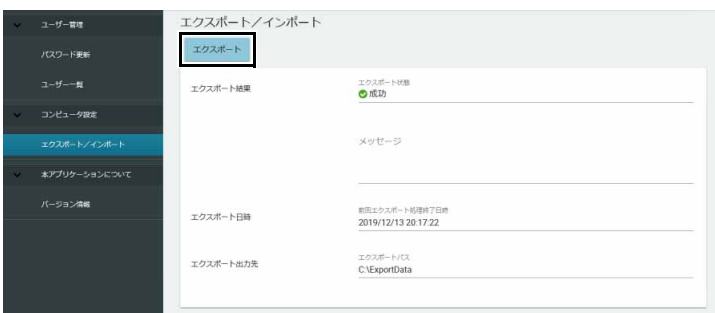 ユーザー管理
パスワード更新
ユーザー一覧
コンピュータ設定
エクスポート／インポート
本アプリケーションについて
バージョン情報
エクスポート／インポート
エクスポート
エクスポート結果
エクスポート状態
成功
メッセージ
エクスポート日時
前回エクスポート処理終了日時
2019/12/13 20:17:22
エクスポート出力先
エクスポートパス
C:\ExportData